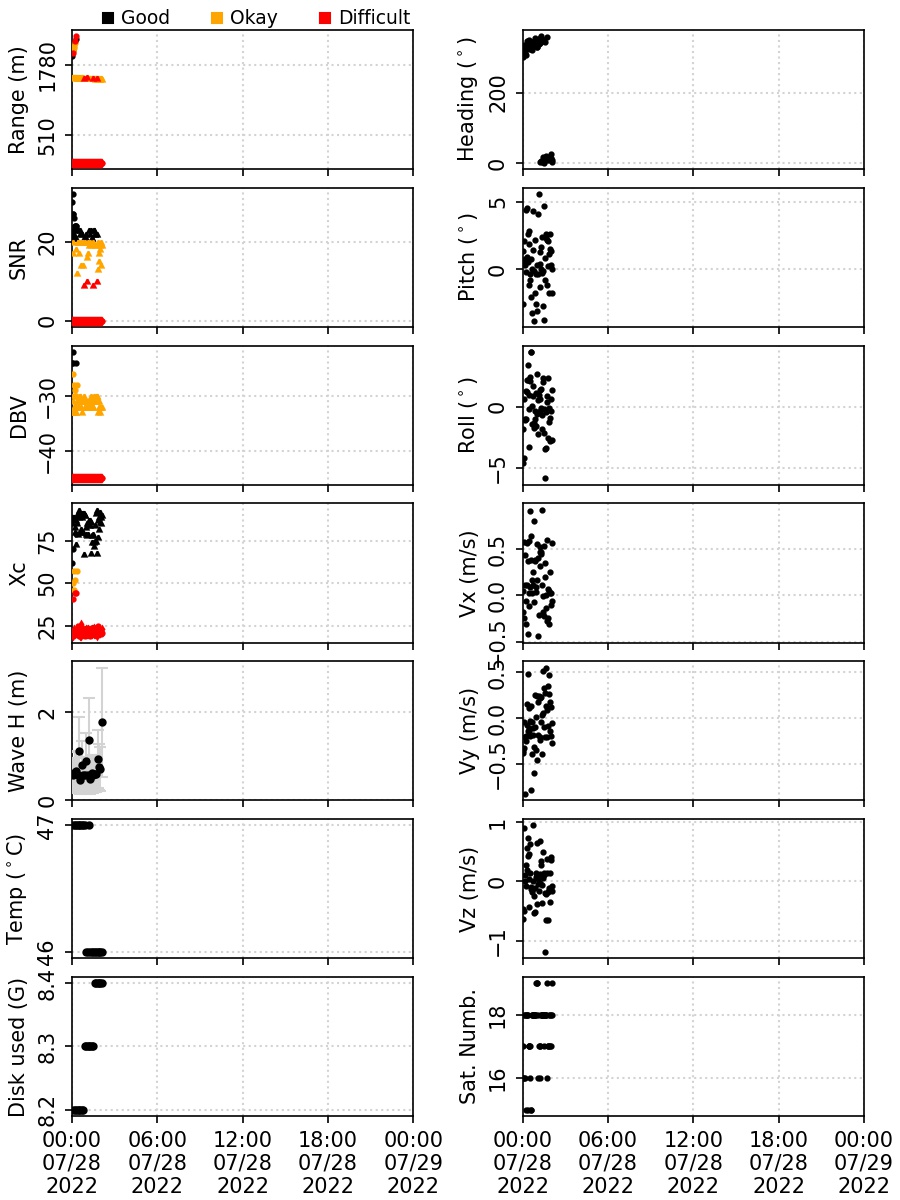 Good Okay Difficult
Range (m)
1780
510
Heading (°)
200
0
SNR
20
0
Pitch (°)
5
0
DBV
−30
−40
Roll (°)
0
−5
Xc
75
50
25
Vx (m/s)
0.5
0.0
−0.5
Wave H (m)
2
0
Vy (m/s)
0.5
0.0
−0.5
Temp (°C)
47
46
Vz (m/s)
1
0
−1
Disk used (G)
8.4
8.3
8.2
Sat. Numb.
18
16
00:00 06:00 12:00 18:00 00:00
07/28 07/28 07/28 07/28 07/29
2022 2022 2022 2022 2022
00:00 06:00 12:00 18:00 00:00
07/28 07/28 07/28 07/28 07/29
2022 2022 2022 2022 2022